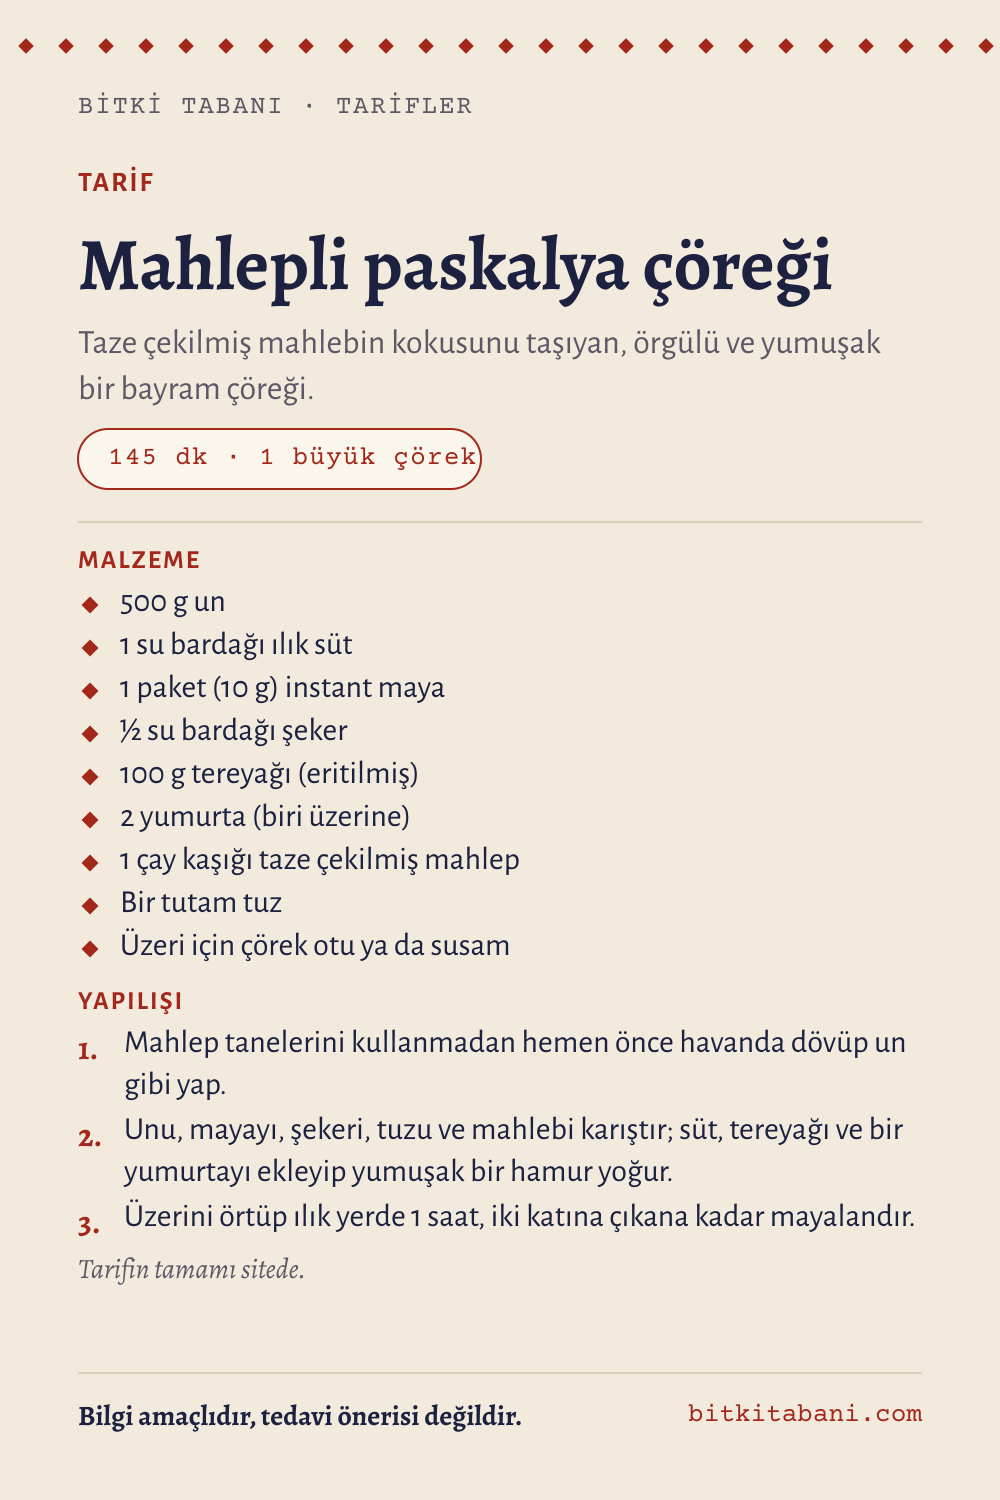 BİTKİ TABANI · TARİFLER
TARİF
Mahlepli paskalya çöreği
Taze çekilmiş mahlebin kokusunu taşıyan, örgülü ve yumuşak
bir bayram çöreği.
145 dk · 1 büyük çörek
MALZEME
◆ 500 g un
◆ 1 su bardağı ılık süt
◆ 1 paket (10 g) instant maya
◆ ½ su bardağı şeker
◆ 100 g tereyağı (eritilmiş)
◆ 2 yumurta (biri üzerine)
◆ 1 çay kaşığı taze çekilmiş mahlep
◆ Bir tutam tuz
◆ Üzeri için çörek otu ya da susam
YAPILIŞI
1. Mahlep tanelerini kullanmadan hemen önce havanda dövüp un
gibi yap.
2. Unu, mayayı, şekeri, tuzu ve mahlebi karıştır; süt, tereyağı ve bir
yumurtayı ekleyip yumuşak bir hamur yoğur.
3. Üzerini örtüp ılık yerde 1 saat, iki katına çıkana kadar mayalandır.
Tarifin tamamı sitede.
Bilgi amaçlıdır, tedavi önerisi değildir.
bitkitabani.com